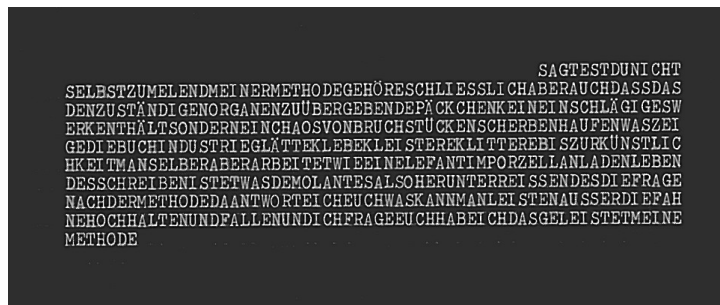 SAGTESTDUNICHT
SELBSTZUMELENDMEINERMETHODEGEHÖRESCHLIESSLICHABERAUCHDASSDAS
DENZUSTÄNDIGENORGANENZUÜBERGEBENDEPÄCKCHENKEINEINSCHLÄGIGESW
ERKENTHÄLTSONDERNEINCHAOSVONBRUCHSTÜCKENSCHERBENHAUFENWASZEI
GEDIEBUCHINDUSTRIEGLÄTTEKLEBEKLEISTEREKLITTEREBISZURKÜNSTLIC
HKEITMANSELBERABERARBEITETWIEEINELEFANTIMPORZELLANLADENLEBEN
DESSCHREIBENISTETWASDEMOLANTESALSOHERUNTERREISSENDESDIEFRAGE
NACHDERMETHODEDAANTWORTEICHEUCHWASKANNMANLEISTENAUSSERDIEFAH
NEHOCHHALTENUNDFALLENUNDICHFRAGEEUCHHABEICHDASGELEISTETMEINE
METHODE